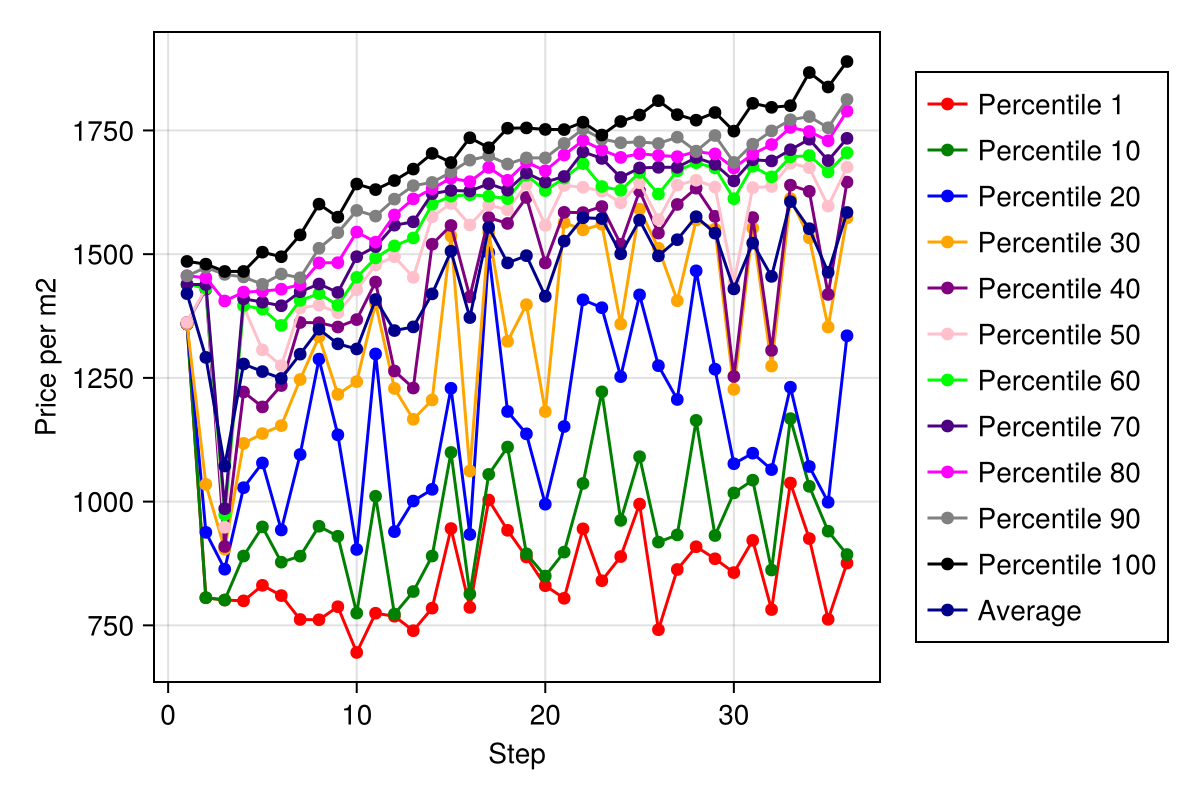 1750
1500
1250
1000
750
Price per m2
0 10 20 30
Step
Percentile 1
Percentile 10
Percentile 20
Percentile 30
Percentile 40
Percentile 50
Percentile 60
Percentile 70
Percentile 80
Percentile 90
Percentile 100
Average